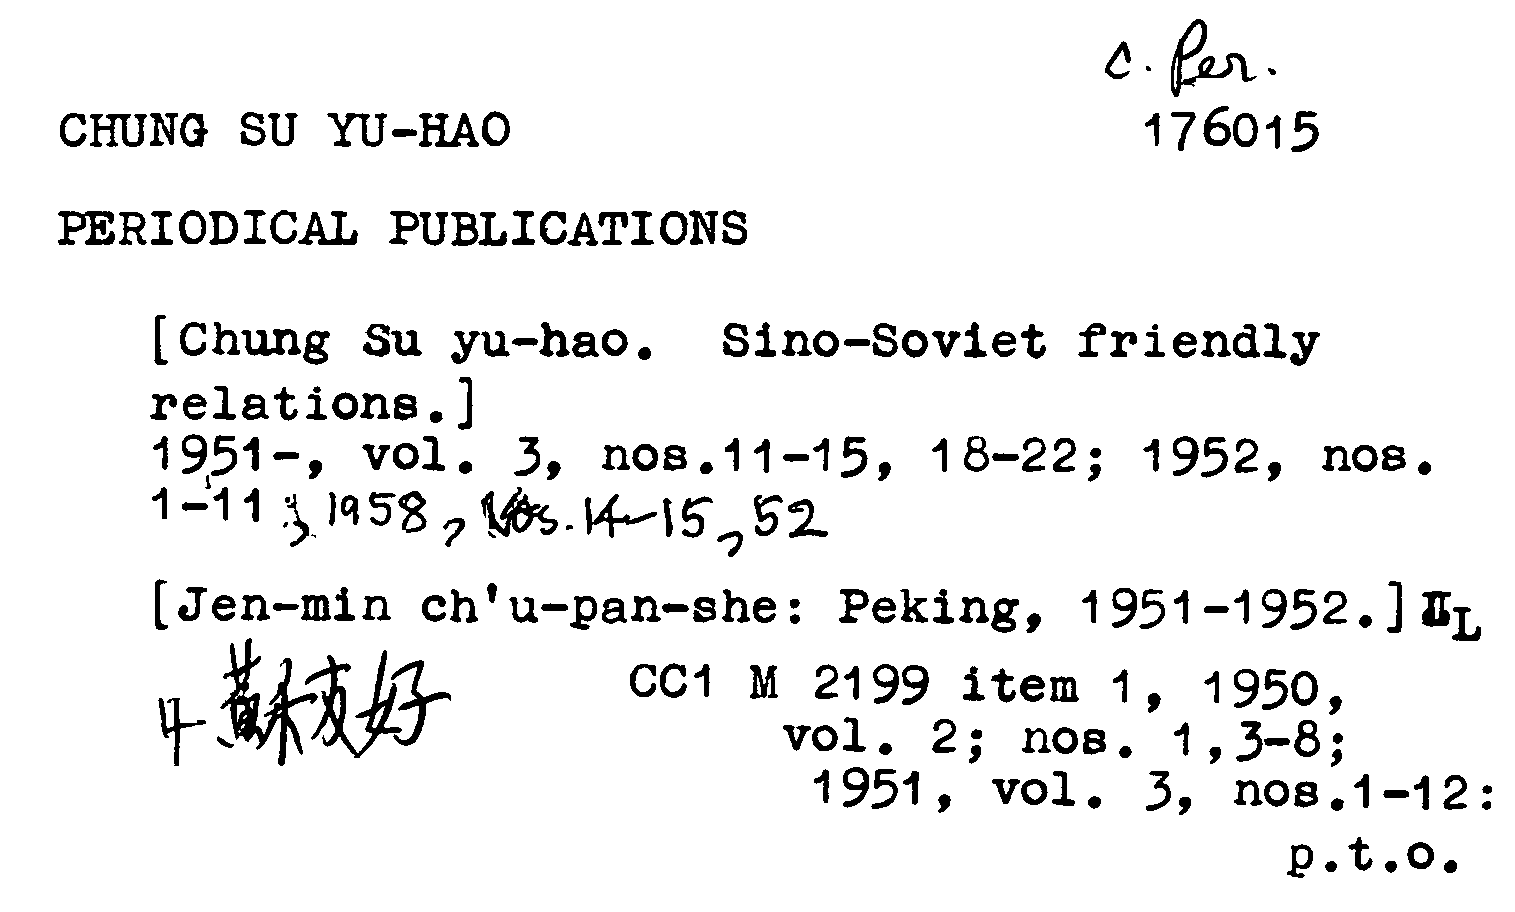 C. Per.
CHUNG SU YU-HAO 176015
PERIODICAL PUBLICATIONS
[Chung Su yu-hao. Sino-Soviet friendly
relations.]
1951-, vol. 3, nos.11-15, 18-22; 1952, nos.
1-11; 1958, Nos. 14-15, 52
[Jen-min ch'u-pan-she: Peking, 1951-1952.]
中蘇友好 CC1 M 2199 item 1, 1950,
vol. 2; nos. 1,3-8;
1951, vol. 3, nos.1-12:
p.t.o.